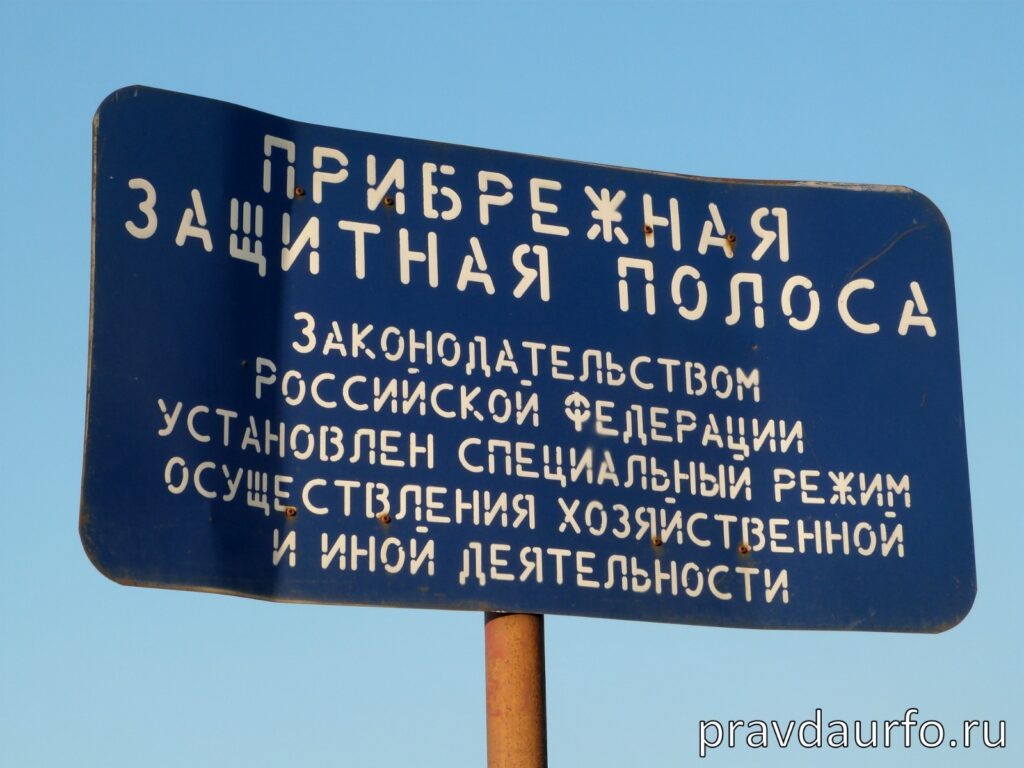 ПРИБРЕЖНАЯ
ЗАЩИТНАЯ ПОЛОСА
ЗАКОНОДАТЕЛЬСТВОМ
РОССИЙСКОЙ ФЕДЕРАЦИИ
УСТАНОВЛЕН СПЕЦИАЛЬНЫЙ РЕЖИМ
ОСУЩЕСТВЛЕНИЯ ХОЗЯЙСТВЕННОЙ
И ИНОЙ ДЕЯТЕЛЬНОСТИ
pravdaurfo.ru